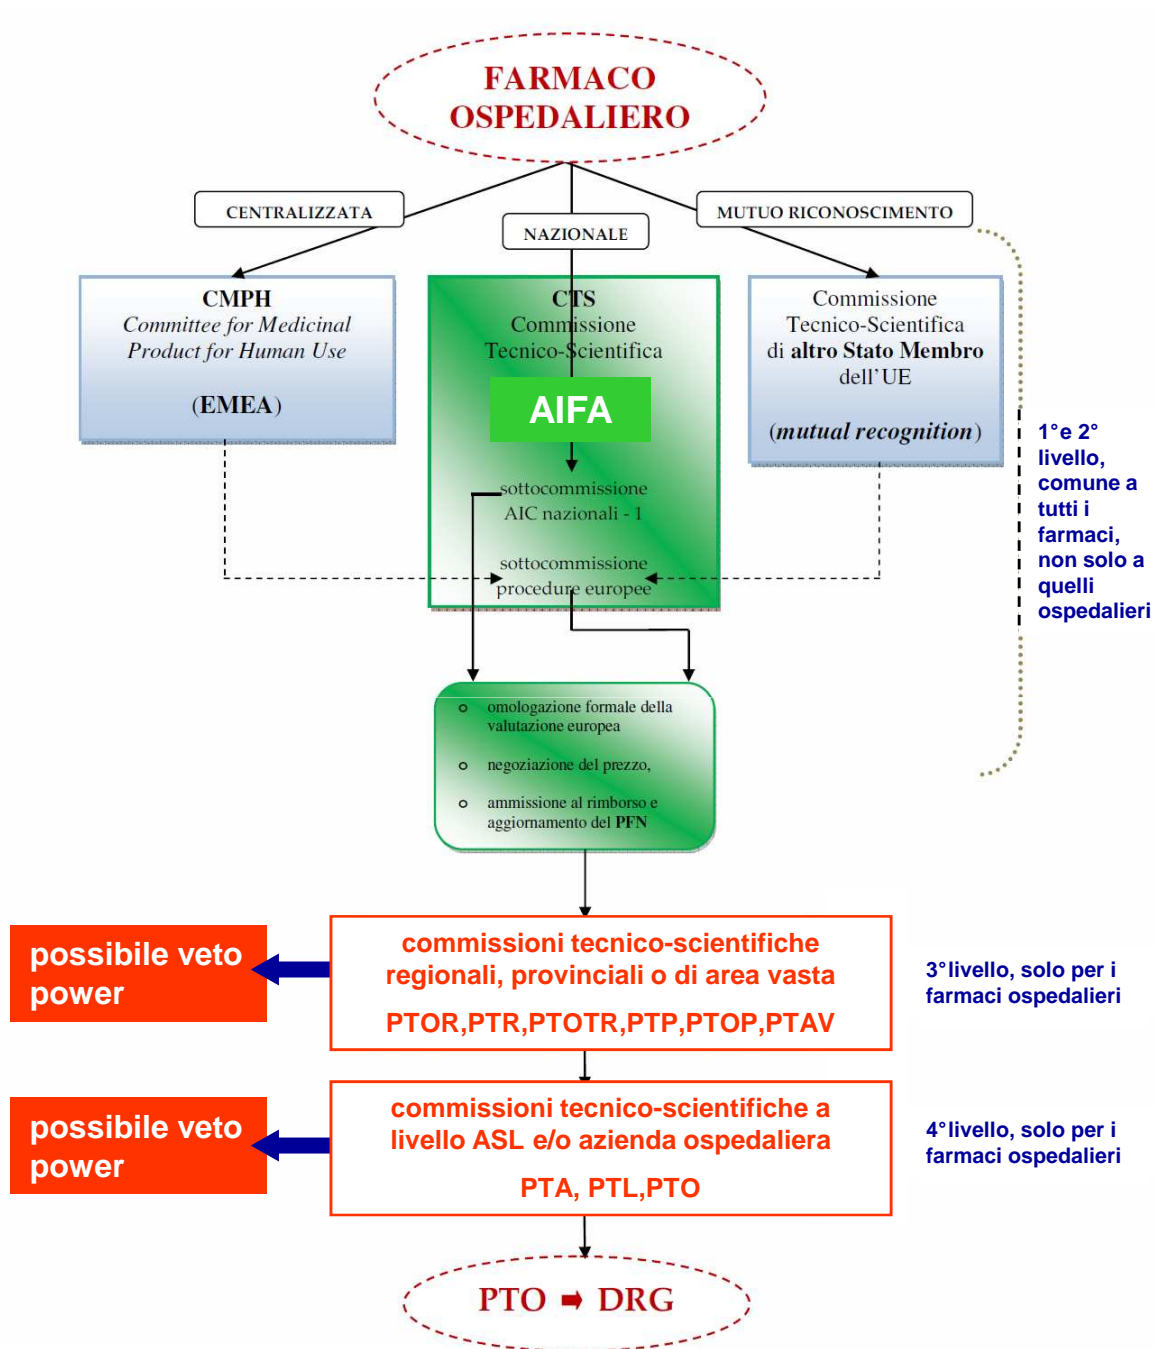 FARMACO
OSPEDALIERO
CENTRALIZZATA
NAZIONALE
MUTUO RICONOSCIMENTO
CMPH
Committee for Medicinal
Product for Human Use
(EMEA)
CTS
Commissione
Tecnico-Scientifica
AIFA
sottocommissione
AIC nazionali - 1
sottocommissione
procedure europee
Commissione
Tecnico-Scientifica
di altro Stato Membro
dell'UE
(mutual recognition)
1° e 2°
livello,
comune a
tutti i
farmaci,
non solo a
quelli
ospedalieri
o omologazione formale della
valutazione europea
o negoziazione del prezzo,
o ammissione al rimborso e
aggiornamento del PFN
possibile veto
power
commissioni tecnico-scientifiche
regionali, provinciali o di area vasta
PTOR,PTR,PTOTR,PTP,PTOP,PTAV
3° livello, solo per i
farmaci ospedalieri
possibile veto
power
commissioni tecnico-scientifiche a
livello ASL e/o azienda ospedaliera
PTA, PTL,PTO
4° livello, solo per i
farmaci ospedalieri
PTO ➡ DRG